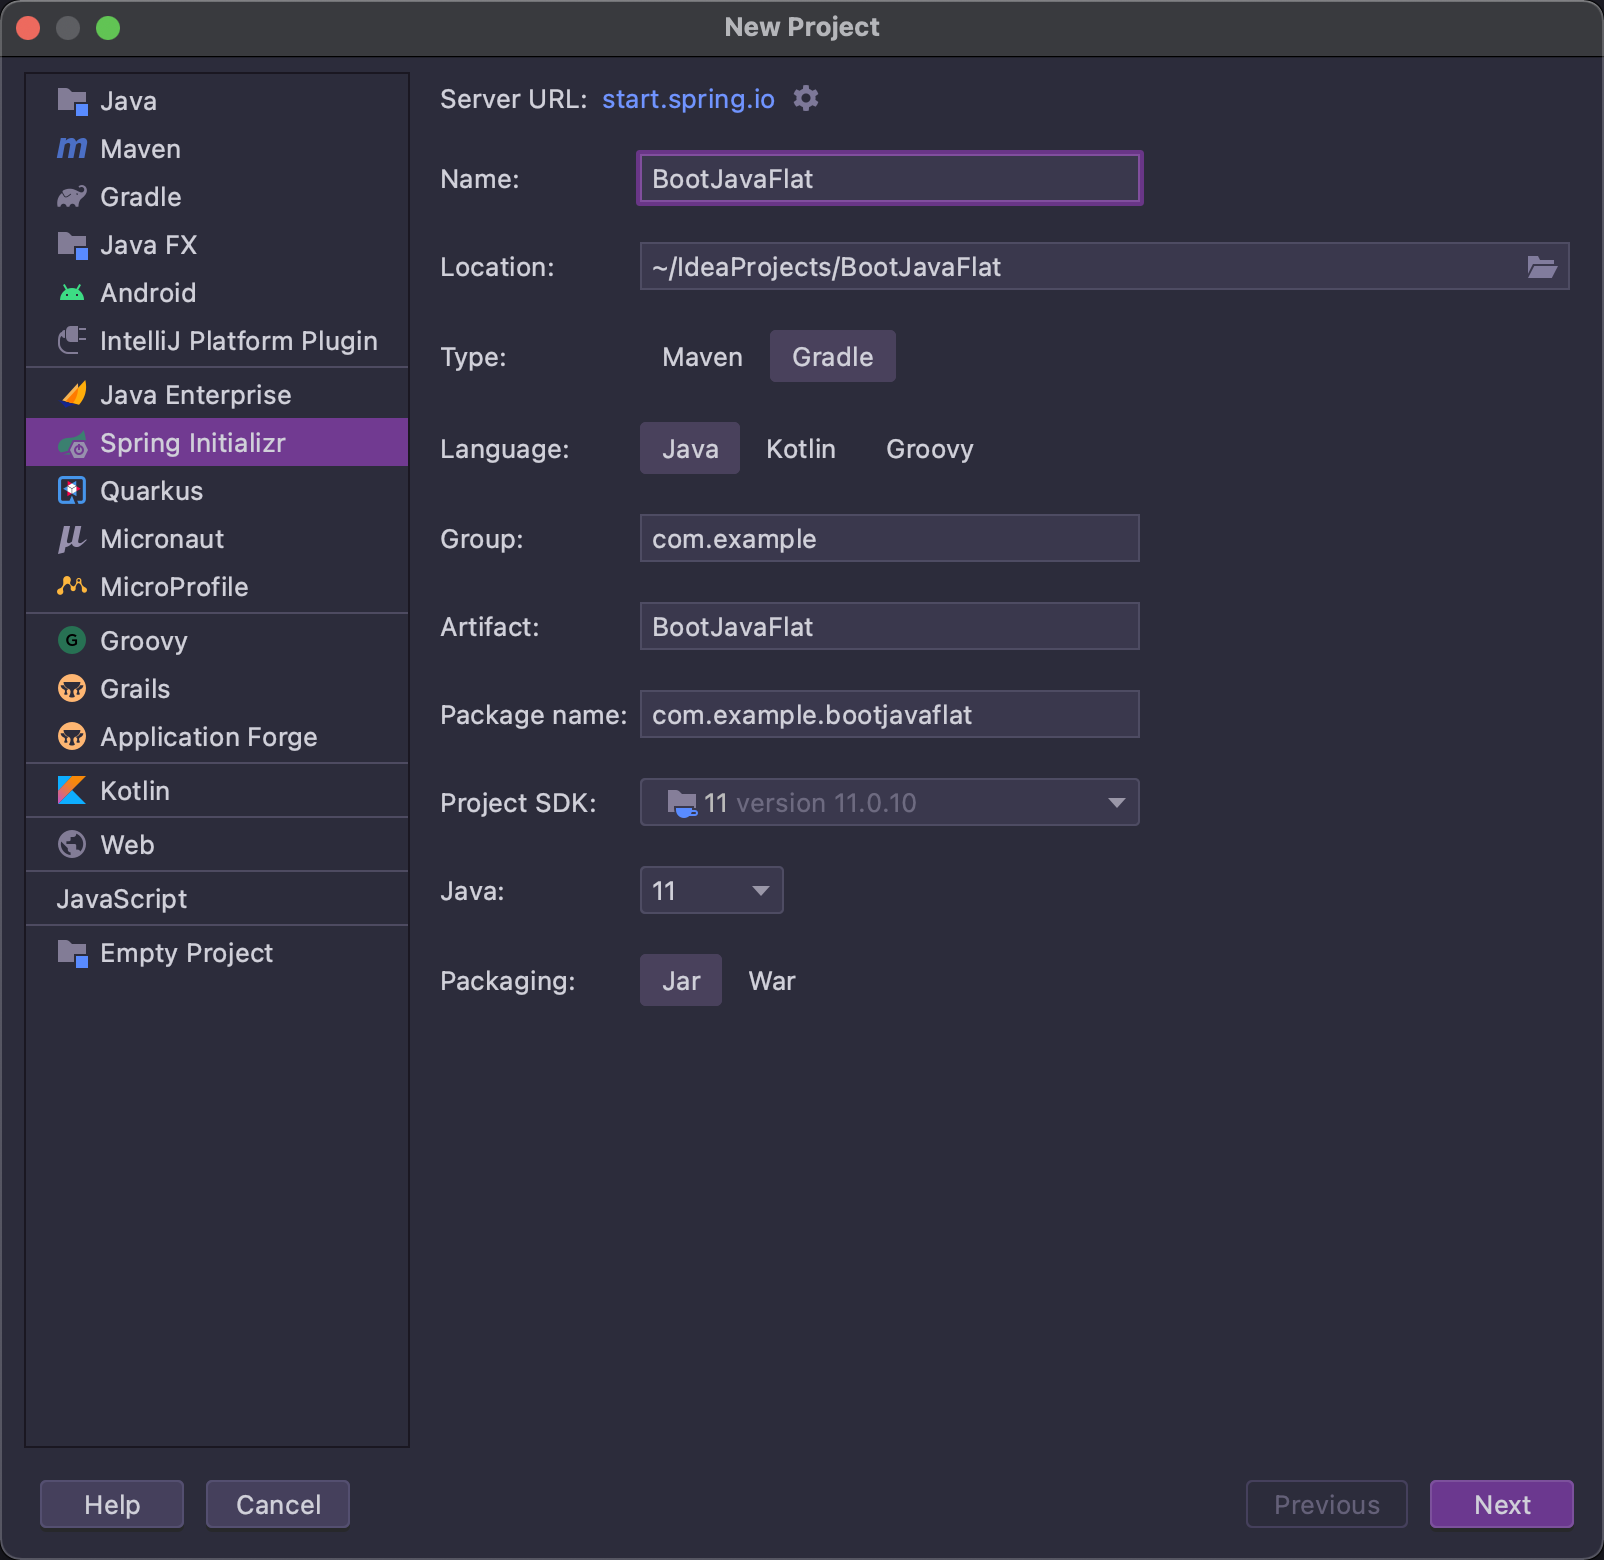 New Project
Java
Maven
Gradle
Java FX
Android
IntelliJ Platform Plugin
Java Enterprise
Spring Initializr
Quarkus
Micronaut
MicroProfile
G Groovy
Grails
Application Forge
Kotlin
Web
JavaScript
Empty Project
Server URL: start.spring.io
Name: BootJavaFlat
Location: ~/IdeaProjects/BootJavaFlat
Type: Maven Gradle
Language: Java Kotlin Groovy
Group: com.example
Artifact: BootJavaFlat
Package name: com.example.bootjavaflat
Project SDK: 11 version 11.0.10
Java: 11
Packaging: Jar War
Help Cancel Previous Next